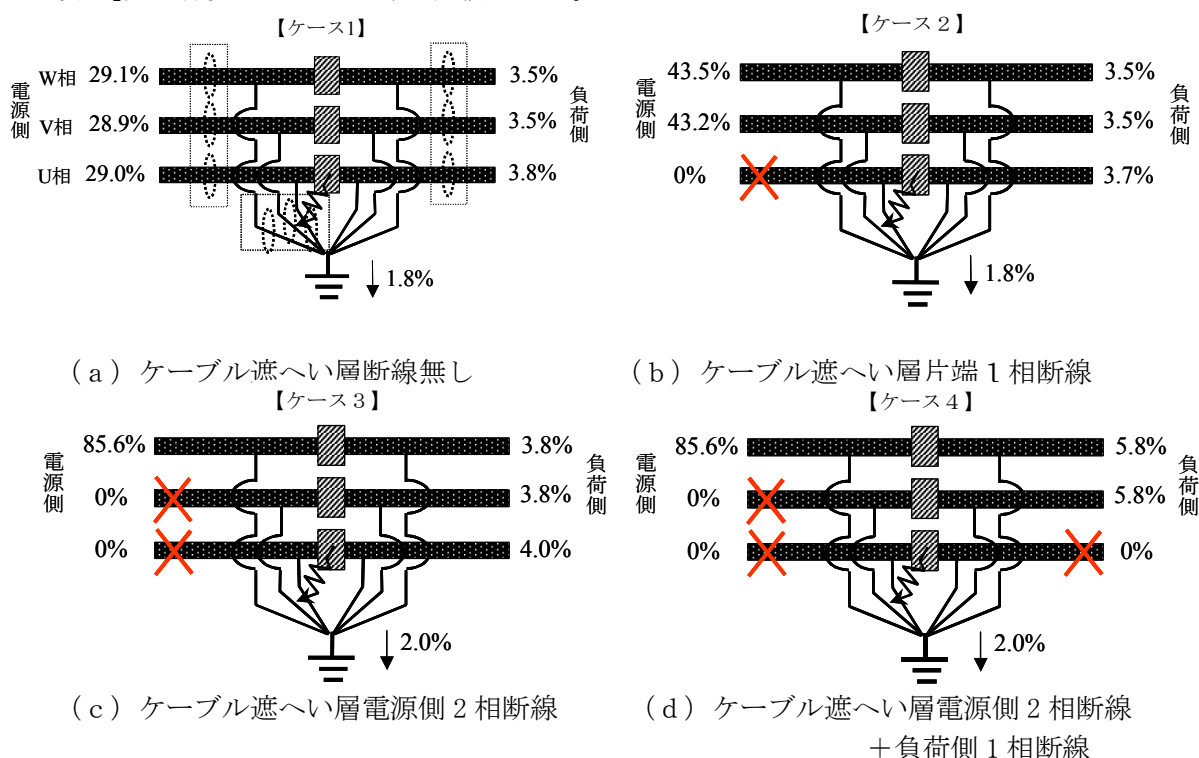 【ケース1】
W相 29.1% 3.5%
V相 28.9% 3.5%
U相 29.0% 3.8%
電源側
負荷側
1.8%
(a)ケーブル遮へい層断線無し
【ケース2】
43.5% 3.5%
43.2% 3.5%
0% 3.7%
電源側
負荷側
1.8%
(b)ケーブル遮へい層片端1相断線
【ケース3】
85.6% 3.8%
0% 3.8%
0% 4.0%
電源側
負荷側
2.0%
(c)ケーブル遮へい層電源側2相断線
【ケース4】
85.6% 5.8%
0% 5.8%
0% 0%
電源側
負荷側
2.0%
(d)ケーブル遮へい層電源側2相断線
+負荷側1相断線